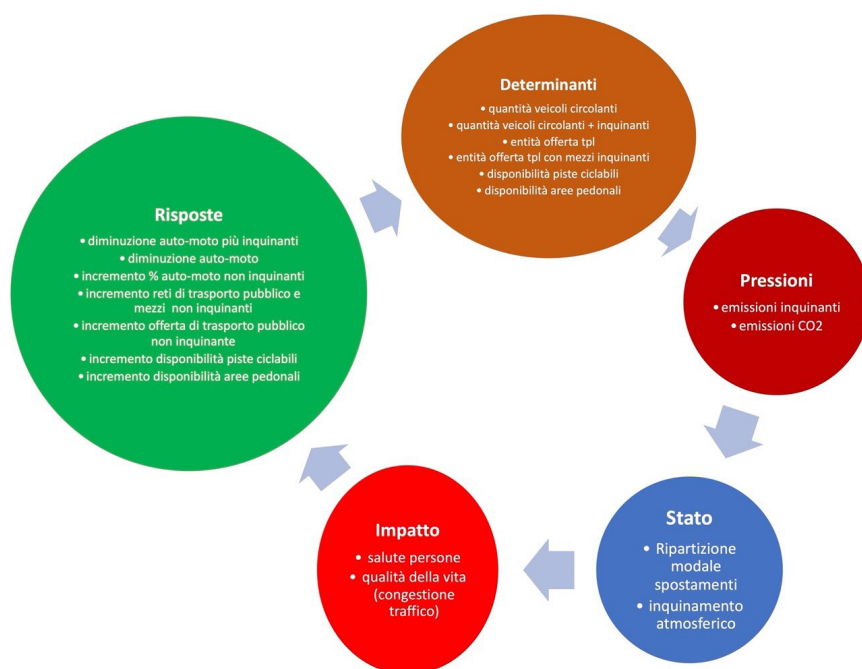 Determinanti
• quantità veicoli circolanti
• quantità veicoli circolanti + inquinanti
• entità offerta tpl
• entità offerta tpl con mezzi inquinanti
• disponibilità piste ciclabili
• disponibilità aree pedonali
Pressioni
• emissioni inquinanti
• emissioni CO2
Stato
• Ripartizione
modale
spostamenti
• inquinamento
atmosferico
Impatto
• salute persone
• qualità della vita
(congestione
traffico)
Risposte
• diminuzione auto-moto più inquinanti
• diminuzione auto-moto
• incremento % auto-moto non inquinanti
• incremento reti di trasporto pubblico e
mezzi non inquinanti
• incremento offerta di trasporto pubblico
non inquinante
• incremento disponibilità piste ciclabili
• incremento disponibilità aree pedonali